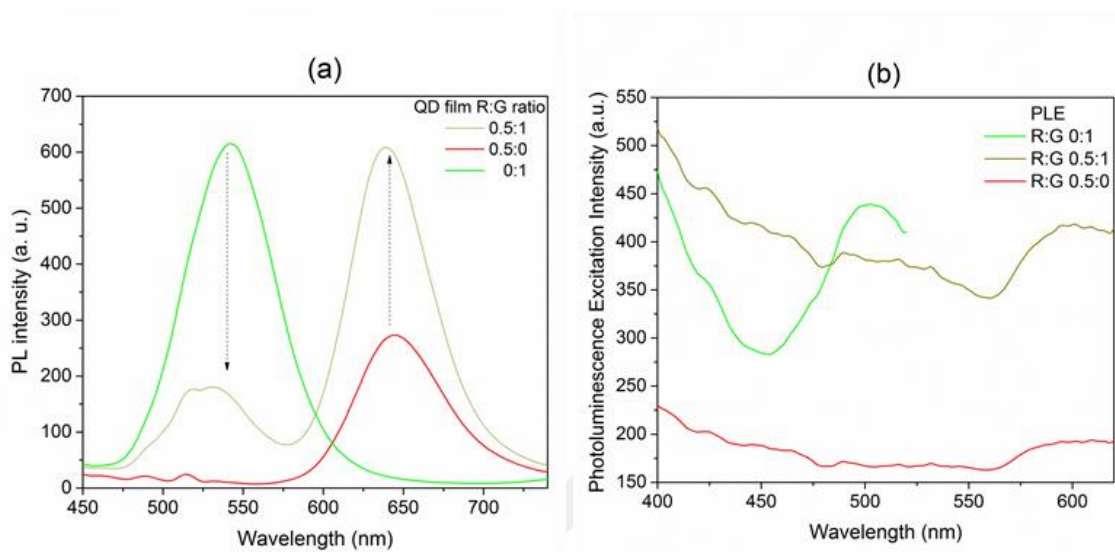 (a)
700
600
500
400
300
200
100
0
PL intensity (a. u.)
QD film R:G ratio
0.5:1
0.5:0
0:1
450 500 550 600 650 700
Wavelength (nm)
(b)
550
500
450
400
350
300
250
200
150
Photoluminescence Excitation Intensity (a.u.)
PLE
R:G 0:1
R:G 0.5:1
R:G 0.5:0
400 450 500 550 600
Wavelength (nm)